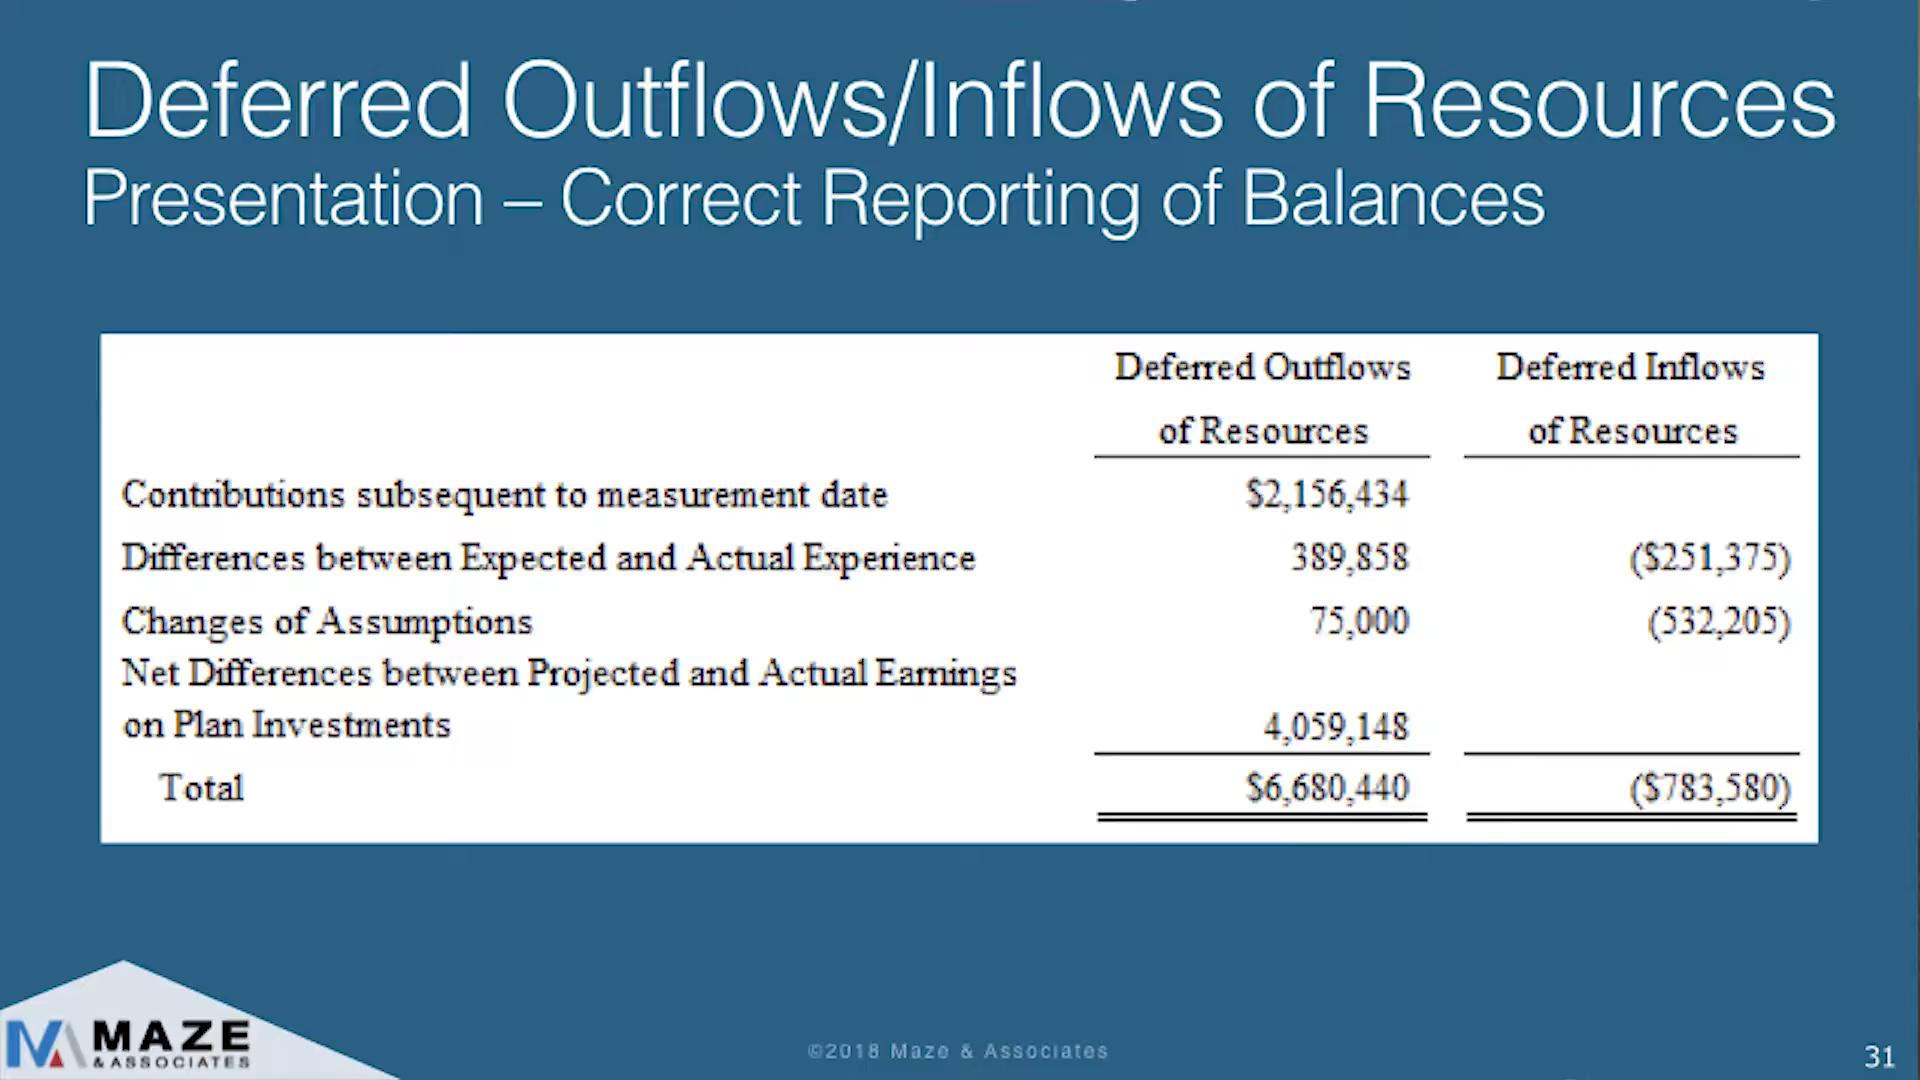 Deferred Outflows/Inflows of Resources
Presentation – Correct Reporting of Balances
Deferred Outflows Deferred Inflows
of Resources of Resources
Contributions subsequent to measurement date $2,156,434
Differences between Expected and Actual Experience 389,858 ($251,375)
Changes of Assumptions 75,000 (532,205)
Net Differences between Projected and Actual Earnings
on Plan Investments 4,059,148
Total $6,680,440 ($783,580)
MAZE
& ASSOCIATES
©2018 Maze & Associates
31